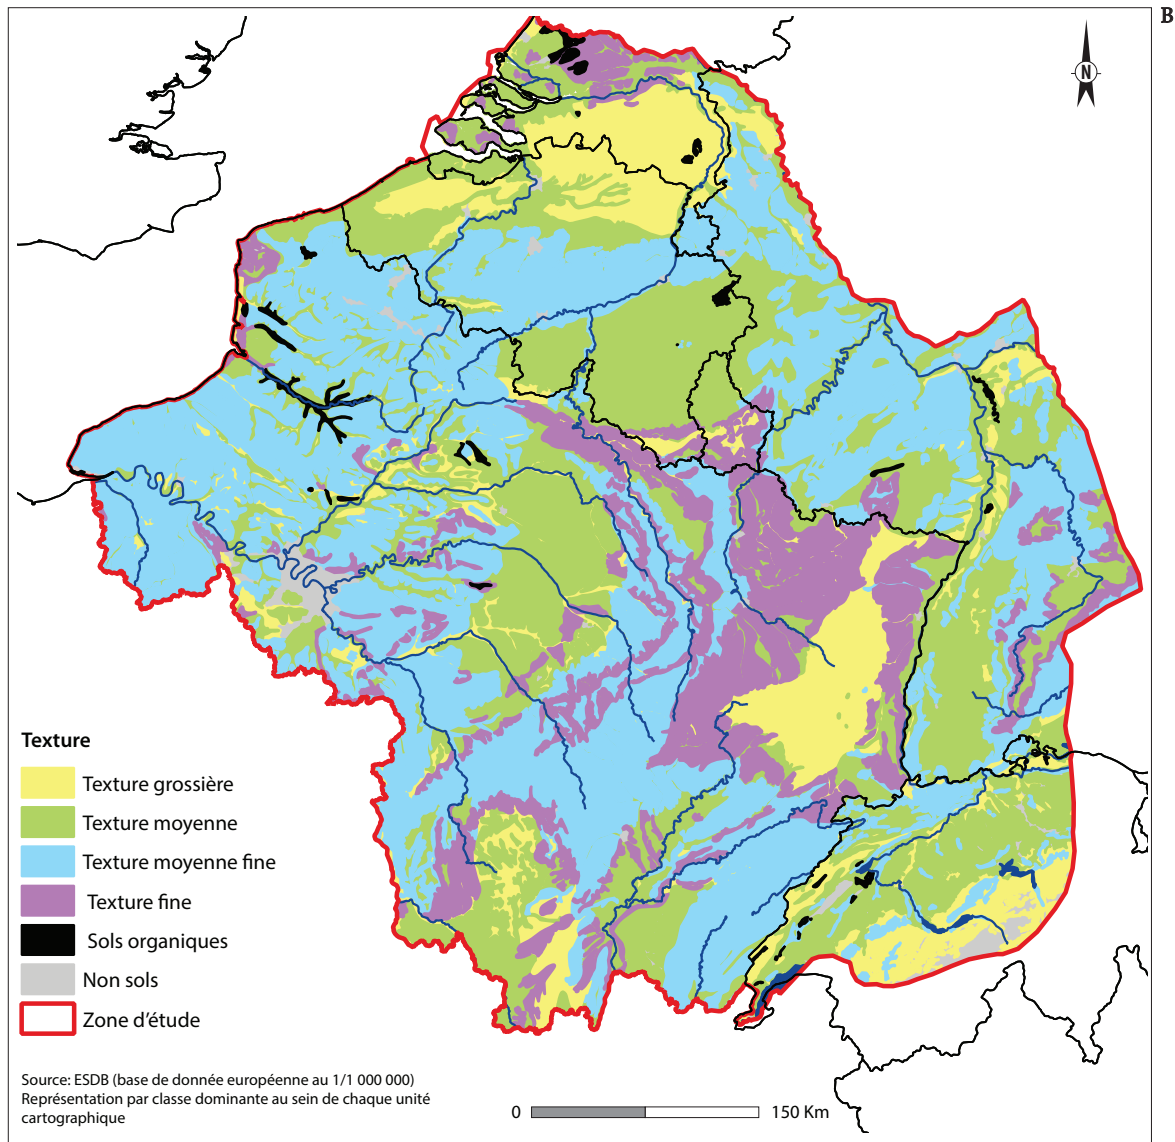 B
N
Texture
Texture grossière
Texture moyenne
Texture moyenne fine
Texture fine
Sols organiques
Non sols
Zone d'étude
Source: ESDB (base de donnée européenne au 1/1 000 000)
Représentation par classe dominante au sein de chaque unité
cartographique
0 150 Km